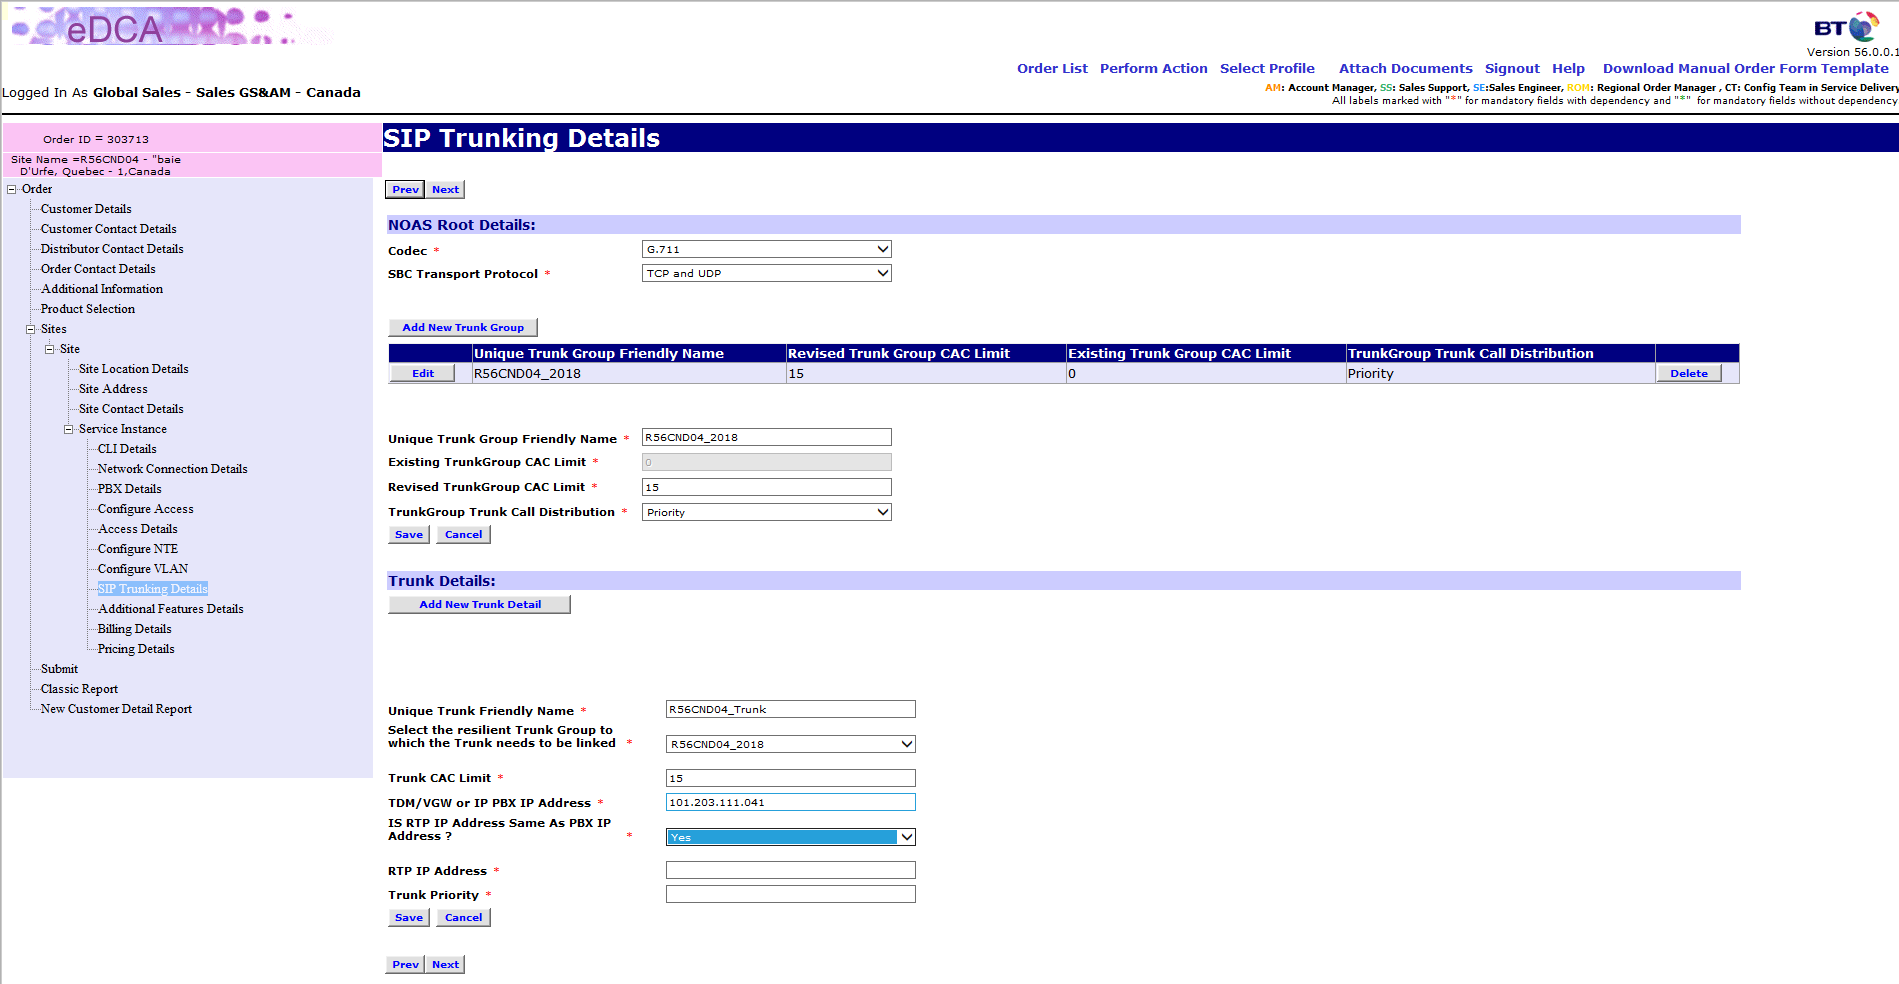 eDCA
BT
Version 56.0.0.1
Order List Perform Action Select Profile Attach Documents Signout Help Download Manual Order Form Template
Logged In As Global Sales - Sales GS&AM - Canada
AM: Account Manager, SS: Sales Support, SE:Sales Engineer, ROM: Regional Order Manager , CT: Config Team in Service Delivery
All labels marked with "*" for mandatory fields with dependency and "*" for mandatory fields without dependency
Order ID = 303713
Site Name =R56CND04 - "baie
D'Urfe, Quebec - 1,Canada
Order
Customer Details
Customer Contact Details
Distributor Contact Details
Order Contact Details
Additional Information
Product Selection
Sites
Site
Site Location Details
Site Address
Site Contact Details
Service Instance
CLI Details
Network Connection Details
PBX Details
Configure Access
Access Details
Configure NTE
Configure VLAN
SIP Trunking Details
Additional Features Details
Billing Details
Pricing Details
Submit
Classic Report
New Customer Detail Report
SIP Trunking Details
Prev Next
NOAS Root Details:
Codec * G.711
SBC Transport Protocol * TCP and UDP
Add New Trunk Group
Unique Trunk Group Friendly Name Revised Trunk Group CAC Limit Existing Trunk Group CAC Limit TrunkGroup Trunk Call Distribution
Edit R56CND04_2018 15 0 Priority Delete
Unique Trunk Group Friendly Name * R56CND04_2018
Existing TrunkGroup CAC Limit * 0
Revised TrunkGroup CAC Limit * 15
TrunkGroup Trunk Call Distribution * Priority
Save Cancel
Trunk Details:
Add New Trunk Detail
Unique Trunk Friendly Name * R56CND04_Trunk
Select the resilient Trunk Group to
which the Trunk needs to be linked * R56CND04_2018
Trunk CAC Limit * 15
TDM/VGW or IP PBX IP Address * 101.203.111.041
IS RTP IP Address Same As PBX IP
Address ? * Yes
RTP IP Address *
Trunk Priority *
Save Cancel
Prev Next